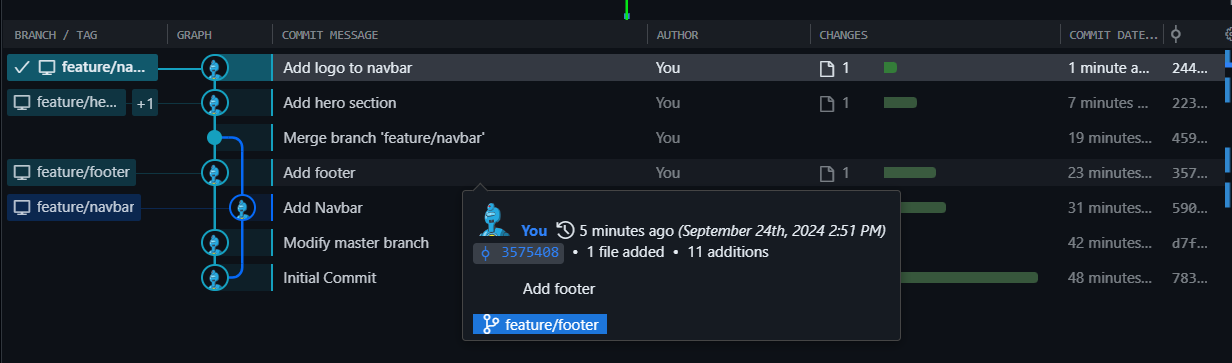 BRANCH / TAG GRAPH COMMIT MESSAGE AUTHOR CHANGES COMMIT DATE...
feature/na... Add logo to navbar You 1 1 minute a... 244...
feature/he... +1 Add hero section You 1 7 minutes ... 223...
Merge branch 'feature/navbar' You 19 minutes... 459...
feature/footer Add footer You 1 23 minutes... 357...
feature/navbar Add Navbar 31 minutes... 590...
Modify master branch 42 minutes... d7f...
Initial Commit 48 minutes... 783...
You 5 minutes ago (September 24th, 2024 2:51 PM)
3575408 • 1 file added • 11 additions
Add footer
feature/footer